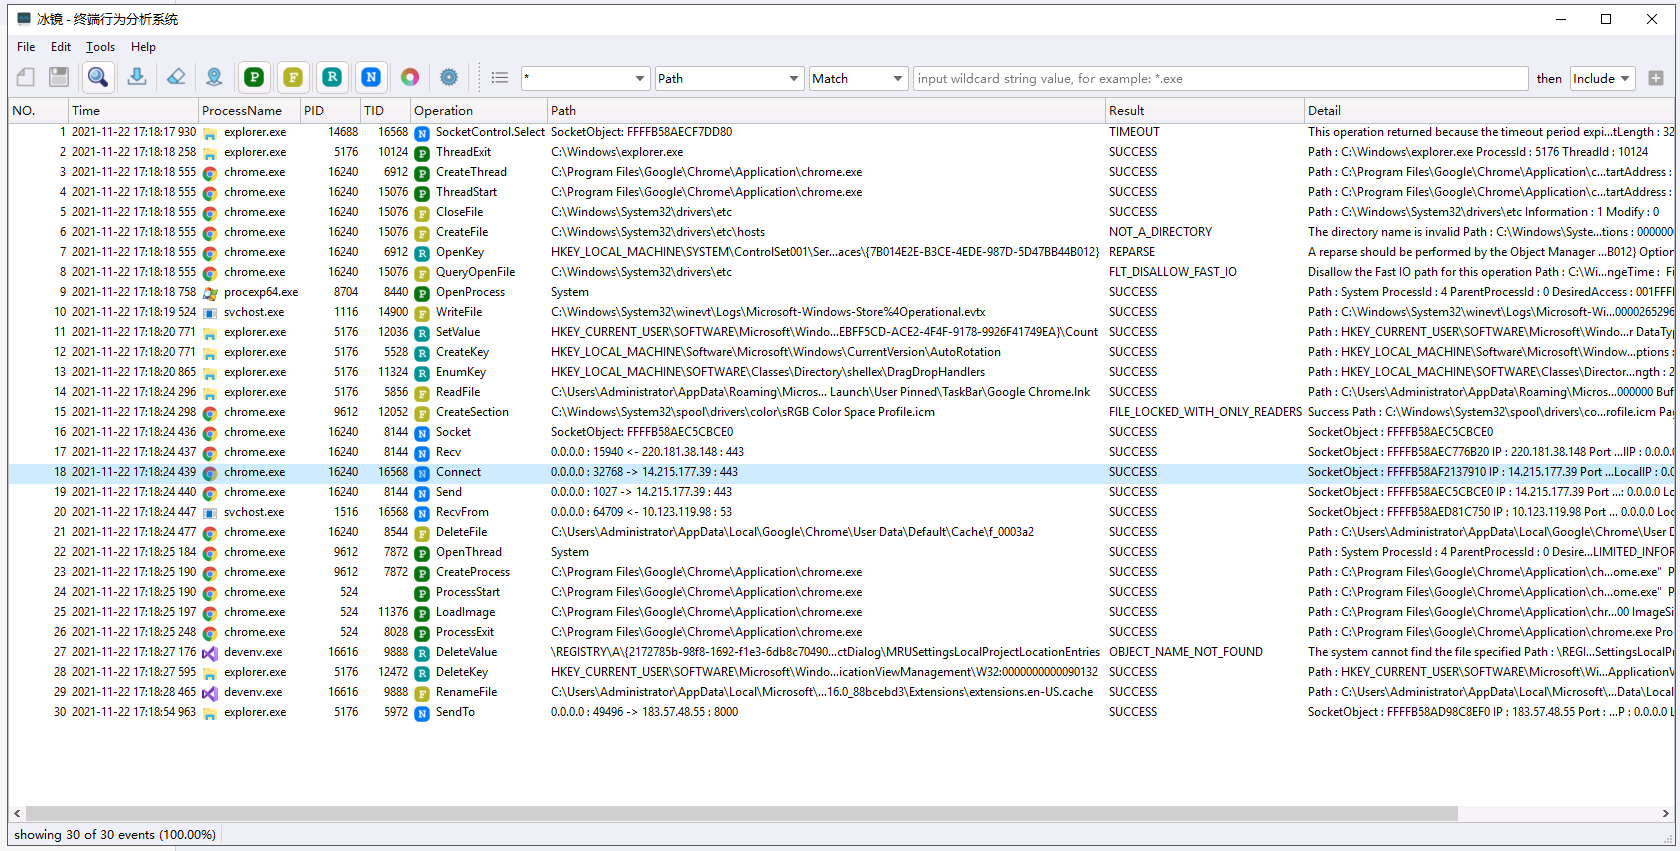 冰镜 - 终端行为分析系统
File Edit Tools Help
P F R N * Path Match input wildcard string value, for example: *.exe then Include
NO. Time ProcessName PID TID Operation Path Result Detail
1 2021-11-22 17:18:17 930 explorer.exe 14688 16568 N SocketControl.Select SocketObject: FFFFB58AECF7DD80 TIMEOUT This operation returned because the timeout period expi...tLength : 32
2 2021-11-22 17:18:18 258 explorer.exe 5176 10124 P ThreadExit C:\Windows\explorer.exe SUCCESS Path : C:\Windows\explorer.exe ProcessId : 5176 ThreadId : 10124
3 2021-11-22 17:18:18 555 chrome.exe 16240 6912 P CreateThread C:\Program Files\Google\Chrome\Application\chrome.exe SUCCESS Path : C:\Program Files\Google\Chrome\Application\c...tartAddress :
4 2021-11-22 17:18:18 555 chrome.exe 16240 15076 P ThreadStart C:\Program Files\Google\Chrome\Application\chrome.exe SUCCESS Path : C:\Program Files\Google\Chrome\Application\c...tartAddress :
5 2021-11-22 17:18:18 555 chrome.exe 16240 15076 F CloseFile C:\Windows\System32\drivers\etc SUCCESS Path : C:\Windows\System32\drivers\etc Information : 1 Modify : 0
6 2021-11-22 17:18:18 555 chrome.exe 16240 15076 F CreateFile C:\Windows\System32\drivers\etc\hosts NOT_A_DIRECTORY The directory name is invalid Path : C:\Windows\Syste...tions : 0000000
7 2021-11-22 17:18:18 555 chrome.exe 16240 6912 R OpenKey HKEY_LOCAL_MACHINE\SYSTEM\ControlSet001\Ser...aces\{7B014E2E-B3CE-4EDE-987D-5D47BB44B012} REPARSE A reparse should be performed by the Object Manager ...B012} Option
8 2021-11-22 17:18:18 555 chrome.exe 16240 15076 F QueryOpenFile C:\Windows\System32\drivers\etc FLT_DISALLOW_FAST_IO Disallow the Fast IO path for this operation Path : C:\Wi...ngeTime : Fi
9 2021-11-22 17:18:18 758 procexp64.exe 8704 8440 P OpenProcess System SUCCESS Path : System ProcessId : 4 ParentProcessId : 0 DesiredAccess : 001FFF
10 2021-11-22 17:18:19 524 svchost.exe 1116 14900 F WriteFile C:\Windows\System32\winevt\Logs\Microsoft-Windows-Store%4Operational.evtx SUCCESS Path : C:\Windows\System32\winevt\Logs\Microsoft-Wi...0000265296
11 2021-11-22 17:18:20 771 explorer.exe 5176 12036 R SetValue HKEY_CURRENT_USER\SOFTWARE\Microsoft\Windo...EBFF5CD-ACE2-4F4F-9178-9926F41749EA}\Count SUCCESS Path : HKEY_CURRENT_USER\SOFTWARE\Microsoft\Windo...r DataTyp
12 2021-11-22 17:18:20 771 explorer.exe 5176 5528 R CreateKey HKEY_LOCAL_MACHINE\Software\Microsoft\Windows\CurrentVersion\AutoRotation SUCCESS Path : HKEY_LOCAL_MACHINE\Software\Microsoft\Window...ptions :
13 2021-11-22 17:18:20 865 explorer.exe 5176 11324 R EnumKey HKEY_LOCAL_MACHINE\SOFTWARE\Classes\Directory\shellex\DragDropHandlers SUCCESS Path : HKEY_LOCAL_MACHINE\SOFTWARE\Classes\Director...ngth : 2
14 2021-11-22 17:18:24 296 explorer.exe 5176 5856 F ReadFile C:\Users\Administrator\AppData\Roaming\Micros... Launch\User Pinned\TaskBar\Google Chrome.lnk SUCCESS Path : C:\Users\Administrator\AppData\Roaming\Micros...000000 Buf
15 2021-11-22 17:18:24 298 chrome.exe 9612 12052 F CreateSection C:\Windows\System32\spool\drivers\color\sRGB Color Space Profile.icm FILE_LOCKED_WITH_ONLY_READERS Success Path : C:\Windows\System32\spool\drivers\co...rofile.icm Pag
16 2021-11-22 17:18:24 436 chrome.exe 16240 8144 N Socket SocketObject: FFFFB58AEC5CBCE0 SUCCESS SocketObject : FFFFB58AEC5CBCE0
17 2021-11-22 17:18:24 437 chrome.exe 16240 8144 N Recv 0.0.0.0 : 15940 <- 220.181.38.148 : 443 SUCCESS SocketObject : FFFFB58AEC776B20 IP : 220.181.38.148 Port ...lIP : 0.0.0.0
18 2021-11-22 17:18:24 439 chrome.exe 16240 16568 N Connect 0.0.0.0 : 32768 -> 14.215.177.39 : 443 SUCCESS SocketObject : FFFFB58AF2137910 IP : 14.215.177.39 Port ...LocalIP : 0.0.
19 2021-11-22 17:18:24 440 chrome.exe 16240 8144 N Send 0.0.0.0 : 1027 -> 14.215.177.39 : 443 SUCCESS SocketObject : FFFFB58AEC5CBCE0 IP : 14.215.177.39 Port ...: 0.0.0.0 Lo
20 2021-11-22 17:18:24 447 svchost.exe 1516 16568 N RecvFrom 0.0.0.0 : 64709 <- 10.123.119.98 : 53 SUCCESS SocketObject : FFFFB58AED81C750 IP : 10.123.119.98 Port ... 0.0.0.0 Loc
21 2021-11-22 17:18:24 477 chrome.exe 16240 8544 F DeleteFile C:\Users\Administrator\AppData\Local\Google\Chrome\User Data\Default\Cache\f_0003a2 SUCCESS Path : C:\Users\Administrator\AppData\Local\Google\Chrome\User D
22 2021-11-22 17:18:25 184 chrome.exe 9612 7872 P OpenThread System SUCCESS Path : System ProcessId : 4 ParentProcessId : 0 Desire...LIMITED_INFOR
23 2021-11-22 17:18:25 190 chrome.exe 9612 7872 P CreateProcess C:\Program Files\Google\Chrome\Application\chrome.exe SUCCESS Path : C:\Program Files\Google\Chrome\Application\ch...ome.exe" P
24 2021-11-22 17:18:25 190 chrome.exe 524 P ProcessStart C:\Program Files\Google\Chrome\Application\chrome.exe SUCCESS Path : C:\Program Files\Google\Chrome\Application\ch...ome.exe" P
25 2021-11-22 17:18:25 197 chrome.exe 524 11376 P LoadImage C:\Program Files\Google\Chrome\Application\chrome.exe SUCCESS Path : C:\Program Files\Google\Chrome\Application\chr...00 ImageSi
26 2021-11-22 17:18:25 248 chrome.exe 524 8028 P ProcessExit C:\Program Files\Google\Chrome\Application\chrome.exe SUCCESS Path : C:\Program Files\Google\Chrome\Application\chrome.exe Pro
27 2021-11-22 17:18:27 176 devenv.exe 16616 9888 R DeleteValue \REGISTRY\A\{2172785b-98f8-1692-f1e3-6db8c70490...ctDialog\MRUSettingsLocalProjectLocationEntries OBJECT_NAME_NOT_FOUND The system cannot find the file specified Path : \REGI...SettingsLocalPr
28 2021-11-22 17:18:27 595 explorer.exe 5176 12472 R DeleteKey HKEY_CURRENT_USER\SOFTWARE\Microsoft\Windo...icationViewManagement\W32:0000000000090132 SUCCESS Path : HKEY_CURRENT_USER\SOFTWARE\Microsoft\Wi...ApplicationV
29 2021-11-22 17:18:28 465 devenv.exe 16616 9888 F RenameFile C:\Users\Administrator\AppData\Local\Microsoft\...16.0_88bcebd3\Extensions\extensions.en-US.cache SUCCESS Path : C:\Users\Administrator\AppData\Local\Microsoft\...Data\Local
30 2021-11-22 17:18:54 963 explorer.exe 5176 5972 N SendTo 0.0.0.0 : 49496 -> 183.57.48.55 : 8000 SUCCESS SocketObject : FFFFB58AD98C8EF0 IP : 183.57.48.55 Port : ...P : 0.0.0.0 L
showing 30 of 30 events (100.00%)